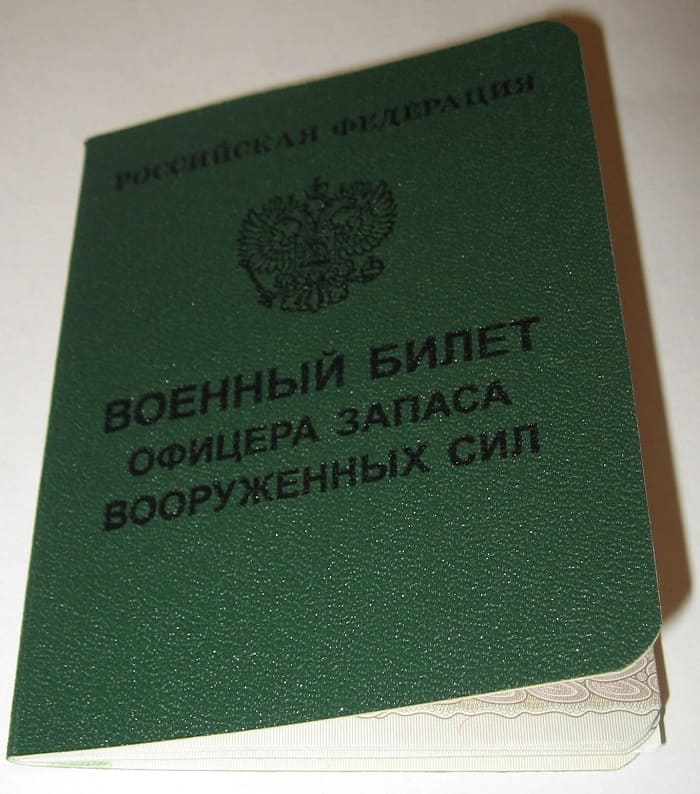 РОССИЙСКАЯ ФЕДЕРАЦИЯ
ВОЕННЫЙ БИЛЕТ
ОФИЦЕРА ЗАПАСА
ВООРУЖЕННЫХ СИЛ